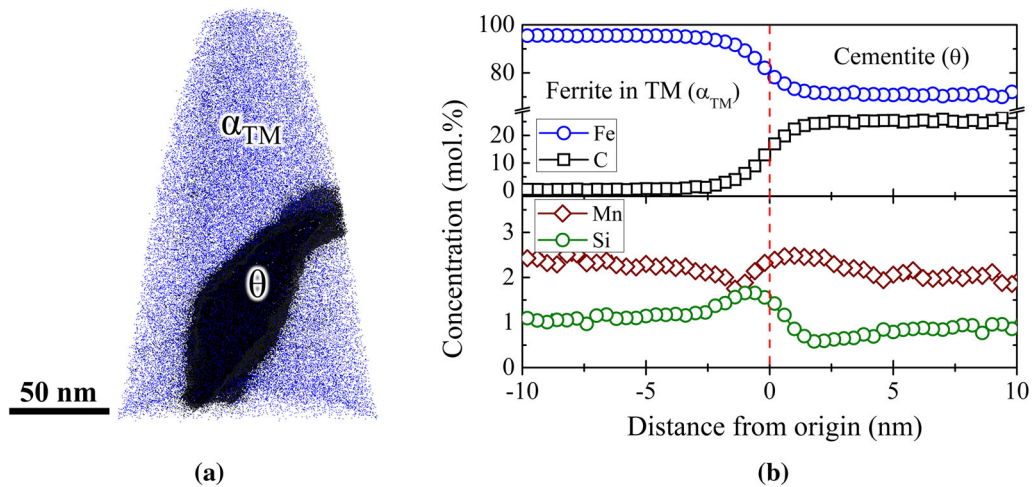 α_TM
θ
50 nm
(a)
100
80
20
10
0
3
2
1
0
Concentration (mol.%)
Ferrite in TM (α_TM)
Cementite (θ)
Fe
C
Mn
Si
-10
-5
0
5
10
Distance from origin (nm)
(b)